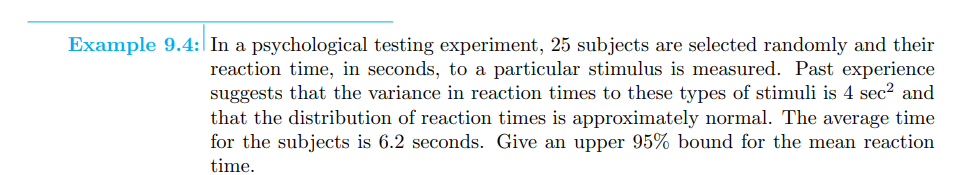 Example 9.4: In a psychological testing experiment, 25 subjects are selected randomly and their
reaction time, in seconds, to a particular stimulus is measured. Past experience
suggests that the variance in reaction times to these types of stimuli is 4 sec² and
that the distribution of reaction times is approximately normal. The average time
for the subjects is 6.2 seconds. Give an upper 95% bound for the mean reaction
time.